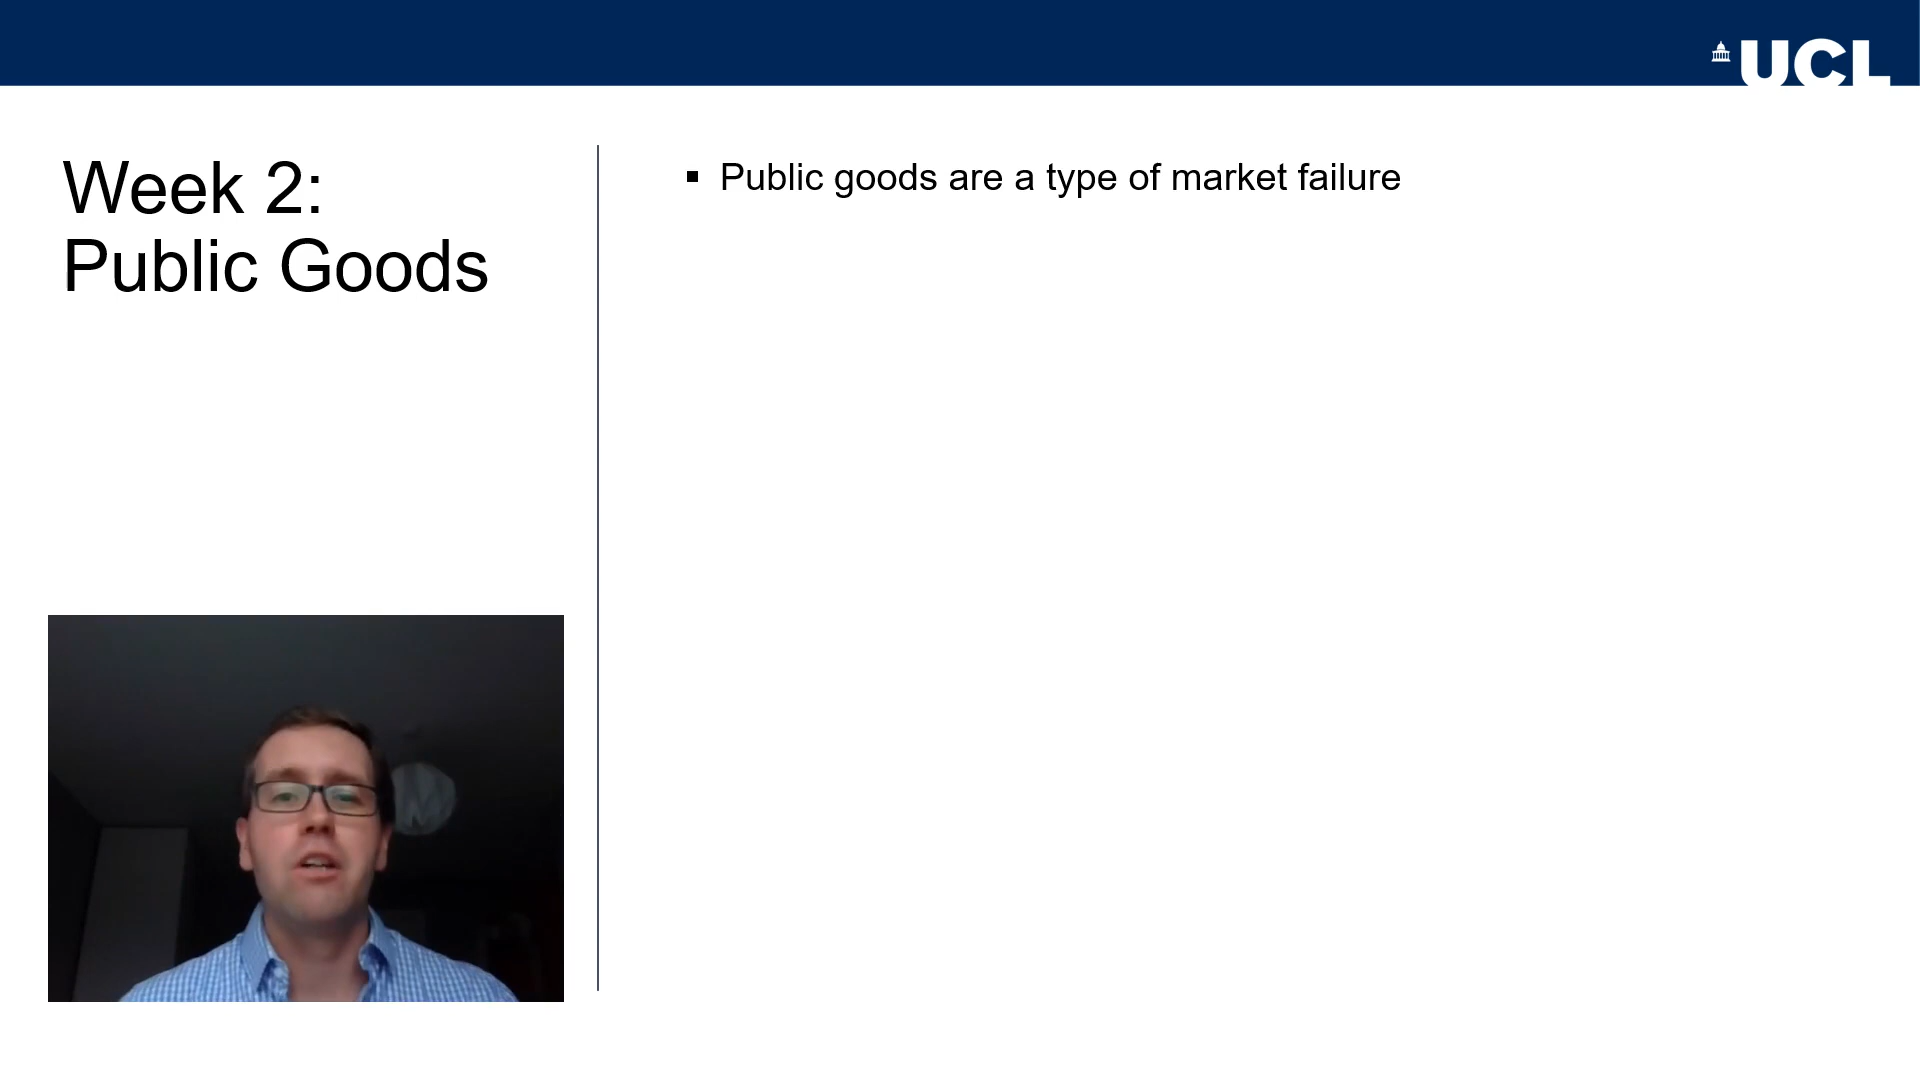 UCL
Week 2:
Public Goods
▪ Public goods are a type of market failure